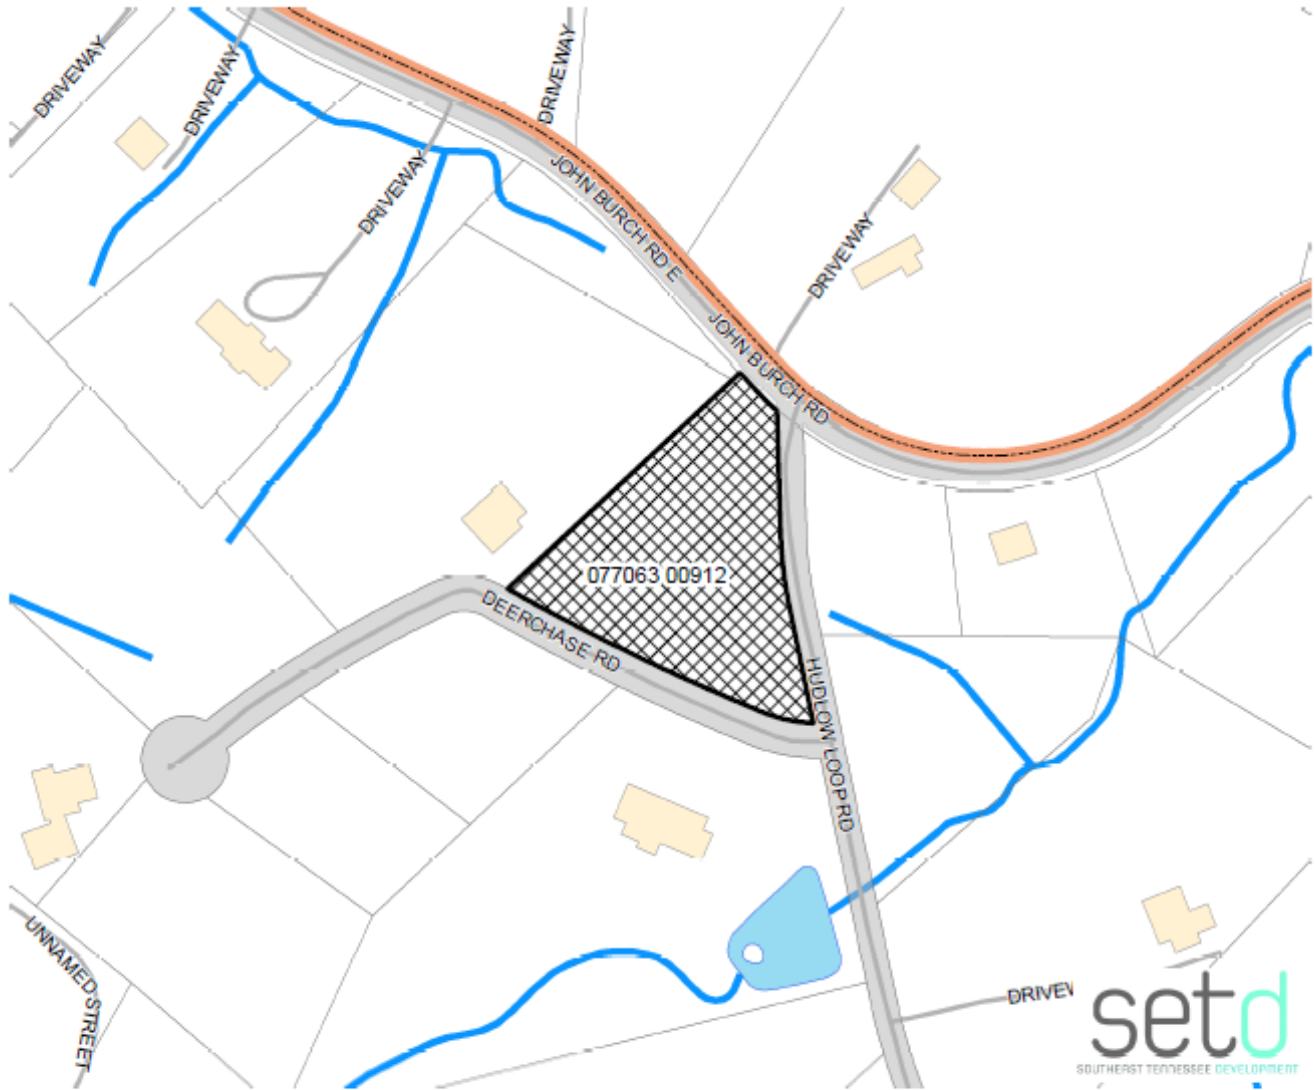 DRIVEWAY
DRIVEWAY
DRIVEWAY
DRIVEWAY
JOHN BURCH RD E
DRIVEWAY
JOHN BURCH RD
077063 00912
DEERCHASE RD
HUDLOW LOOP RD
UNNAMED STREET
DRIVEV
setd
SOUTHEAST TENNESSEE DEVELOPMENT